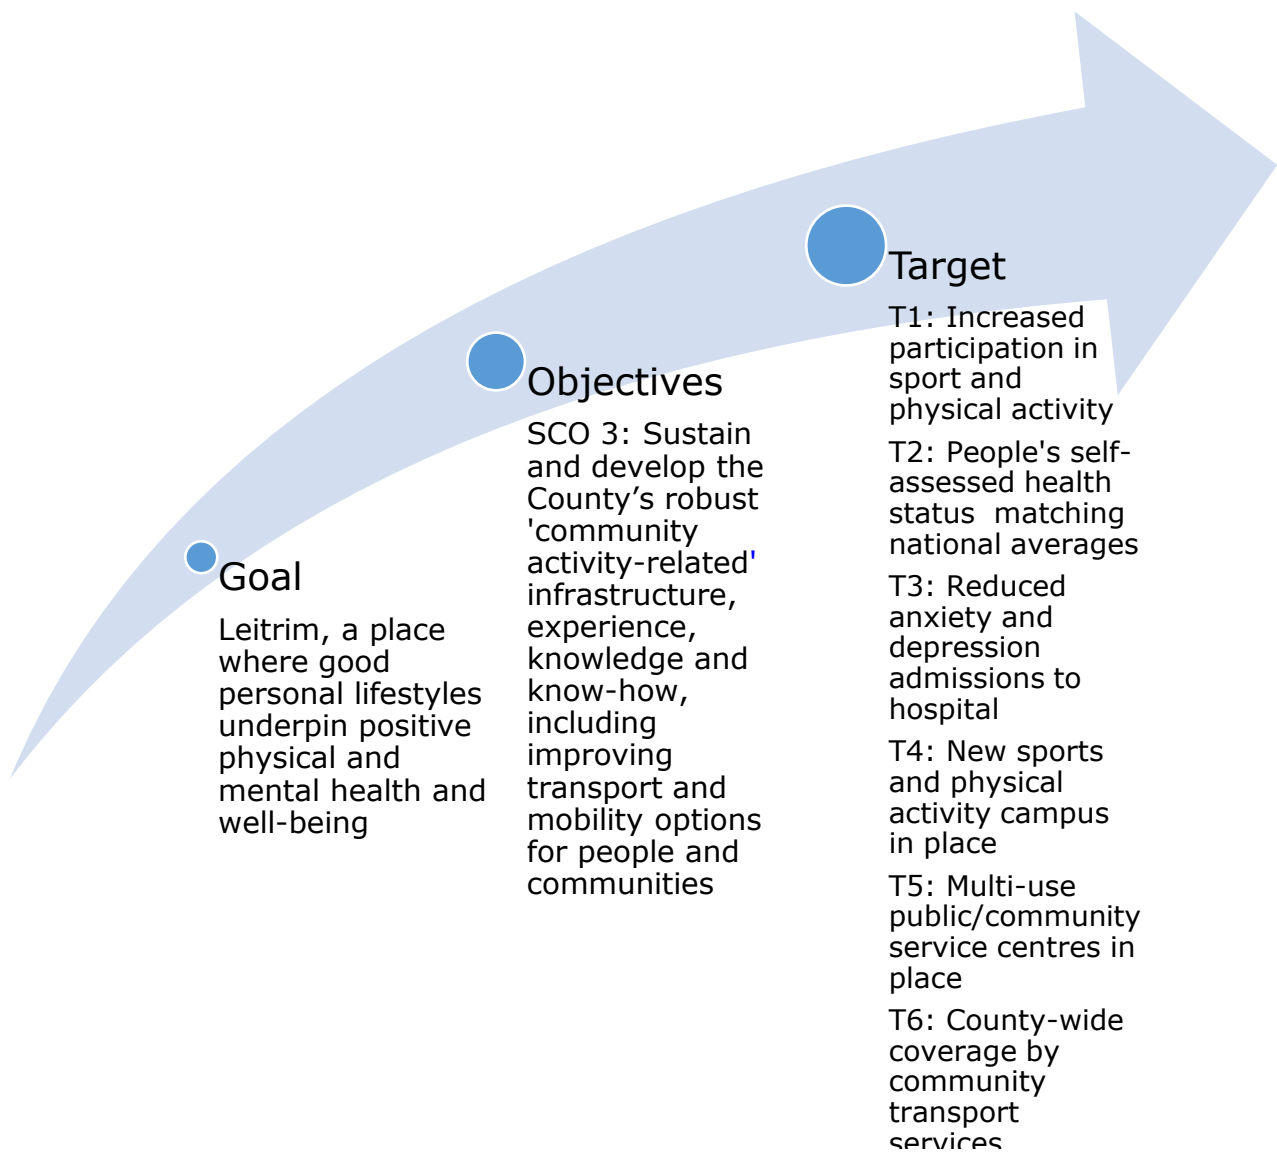 Goal
Leitrim, a place
where good
personal lifestyles
underpin positive
physical and
mental health and
well-being
Objectives
SCO 3: Sustain
and develop the
County’s robust
'community
activity-related'
infrastructure,
experience,
knowledge and
know-how,
including
improving
transport and
mobility options
for people and
communities
Target
T1: Increased
participation in
sport and
physical activity
T2: People's self-
assessed health
status  matching
national averages
T3: Reduced
anxiety and
depression
admissions to
hospital
T4: New sports
and physical
activity campus
in place
T5: Multi-use
public/community
service centres in
place
T6: County-wide
coverage by
community
transport
services